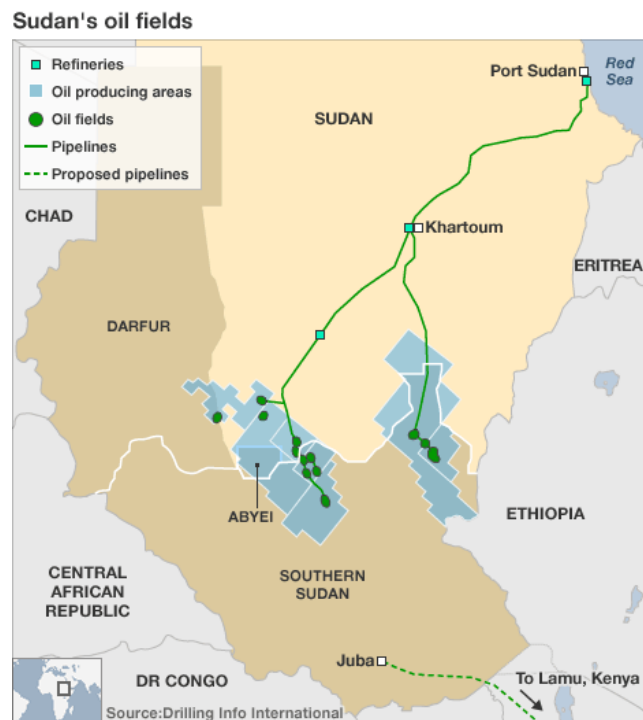 Sudan's oil fields
Refineries
Oil producing areas
Oil fields
Pipelines
Proposed pipelines
Port Sudan
Red
Sea
SUDAN
CHAD
Khartoum
ERITREA
DARFUR
ABYEI
ETHIOPIA
CENTRAL
AFRICAN
REPUBLIC
SOUTHERN
SUDAN
Juba
DR CONGO
To Lamu, Kenya
Source:Drilling Info International